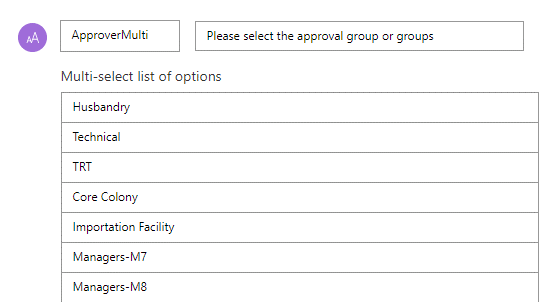 AA
ApproverMulti
Please select the approval group or groups
Multi-select list of options
Husbandry
Technical
TRT
Core Colony
Importation Facility
Managers-M7
Managers-M8